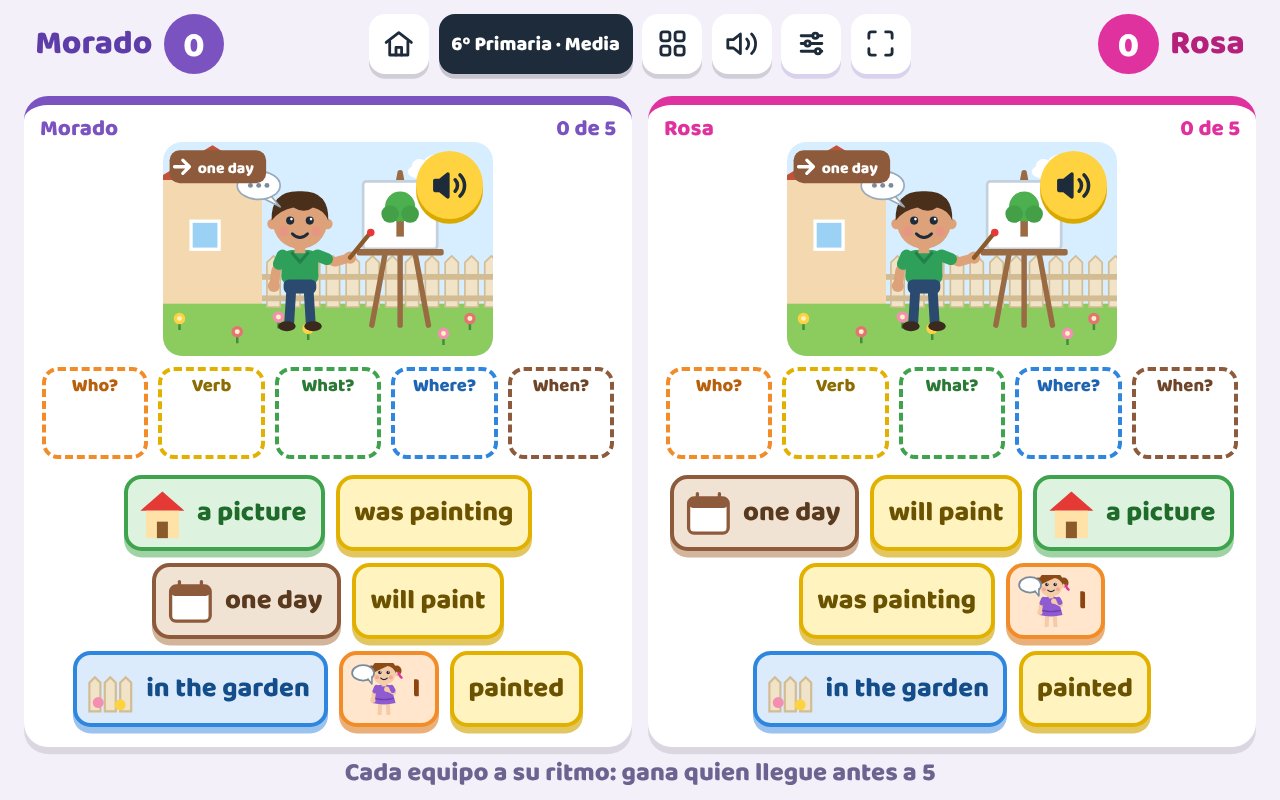 Morado 0
6º Primaria · Media
0 Rosa
Morado 0 de 5
one day
Who? Verb What? Where? When?
a picture was painting
one day will paint
in the garden I painted
Rosa 0 de 5
one day
Who? Verb What? Where? When?
one day will paint a picture
was painting I
in the garden painted
Cada equipo a su ritmo: gana quien llegue antes a 5